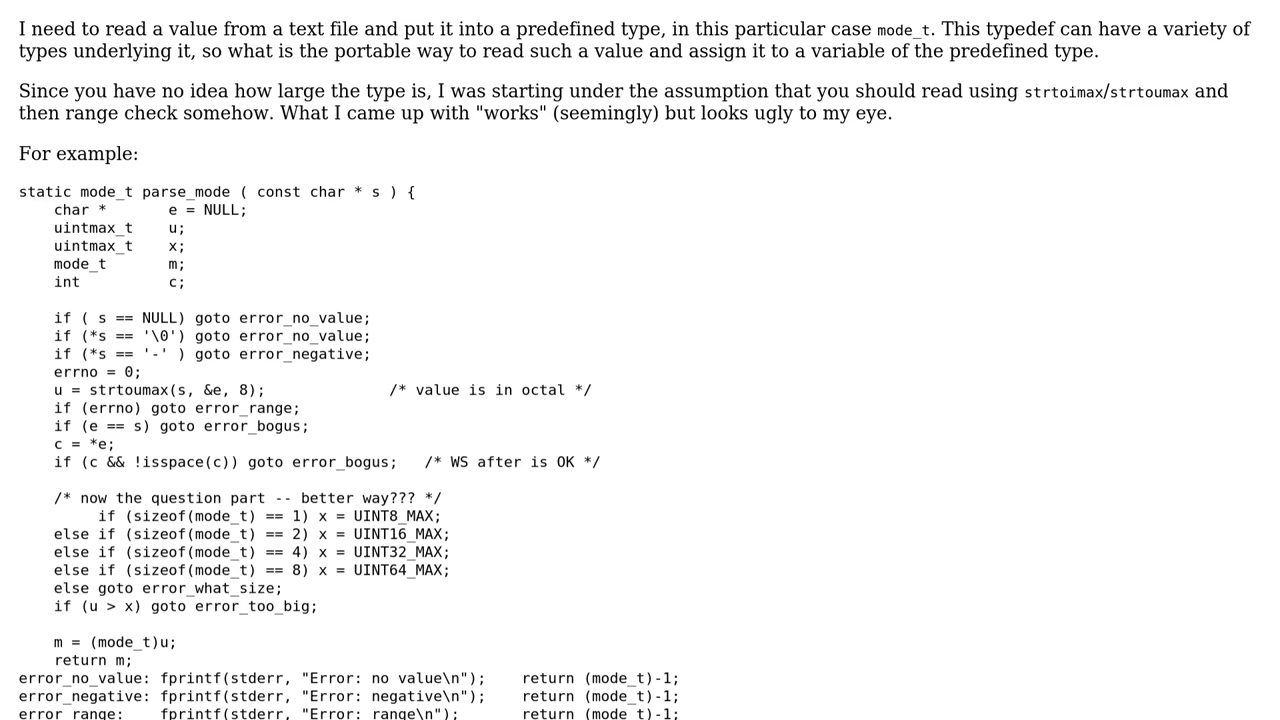 I need to read a value from a text file and put it into a predefined type, in this particular case mode_t. This typedef can have a variety of
types underlying it, so what is the portable way to read such a value and assign it to a variable of the predefined type.
Since you have no idea how large the type is, I was starting under the assumption that you should read using strtoimax/strtoumax and
then range check somehow. What I came up with "works" (seemingly) but looks ugly to my eye.
For example:
static mode_t parse_mode ( const char * s ) {
    char *       e = NULL;
    uintmax_t    u;
    uintmax_t    x;
    mode_t       m;
    int          c;
    if ( s == NULL) goto error_no_value;
    if (*s == '\0') goto error_no_value;
    if (*s == '-' ) goto error_negative;
    errno = 0;
    u = strtoumax(s, &e, 8);              /* value is in octal */
    if (errno) goto error_range;
    if (e == s) goto error_bogus;
    c = *e;
    if (c && !isspace(c)) goto error_bogus;   /* WS after is OK */
    /* now the question part -- better way??? */
         if (sizeof(mode_t) == 1) x = UINT8_MAX;
    else if (sizeof(mode_t) == 2) x = UINT16_MAX;
    else if (sizeof(mode_t) == 4) x = UINT32_MAX;
    else if (sizeof(mode_t) == 8) x = UINT64_MAX;
    else goto error_what_size;
    if (u > x) goto error_too_big;
    m = (mode_t)u;
    return m;
error_no_value: fprintf(stderr, "Error: no value\n");    return (mode_t)-1;
error_negative: fprintf(stderr, "Error: negative\n");    return (mode_t)-1;
error_range:    fprintf(stderr, "Error: range\n");       return (mode_t)-1;